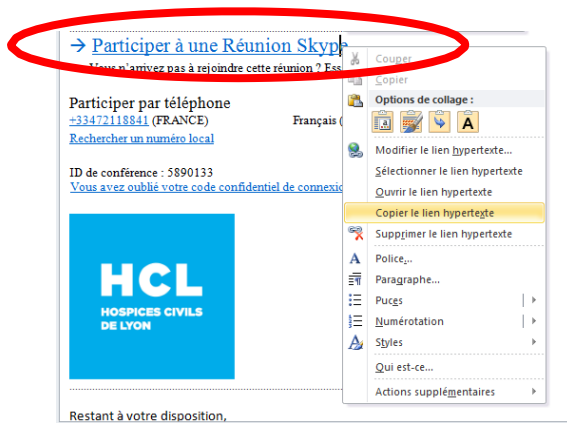 → Participer à une Réunion Skype
Vous n'arrivez pas à rejoindre cette réunion ? Ess
Participer par téléphone
+33472118841 (FRANCE) Français (
Rechercher un numéro local
ID de conférence : 5890133
Vous avez oublié votre code confidentiel de connexio
HCL
HOSPICES CIVILS
DE LYON
Restant à votre disposition,
Couper
Copier
Options de collage :
A
Modifier le lien hypertexte...
Sélectionner le lien hypertexte
Ouvrir le lien hypertexte
Copier le lien hypertexte
Supprimer le lien hypertexte
A Police...
Paragraphe...
Puces
Numérotation
Styles
Qui est-ce...
Actions supplémentaires